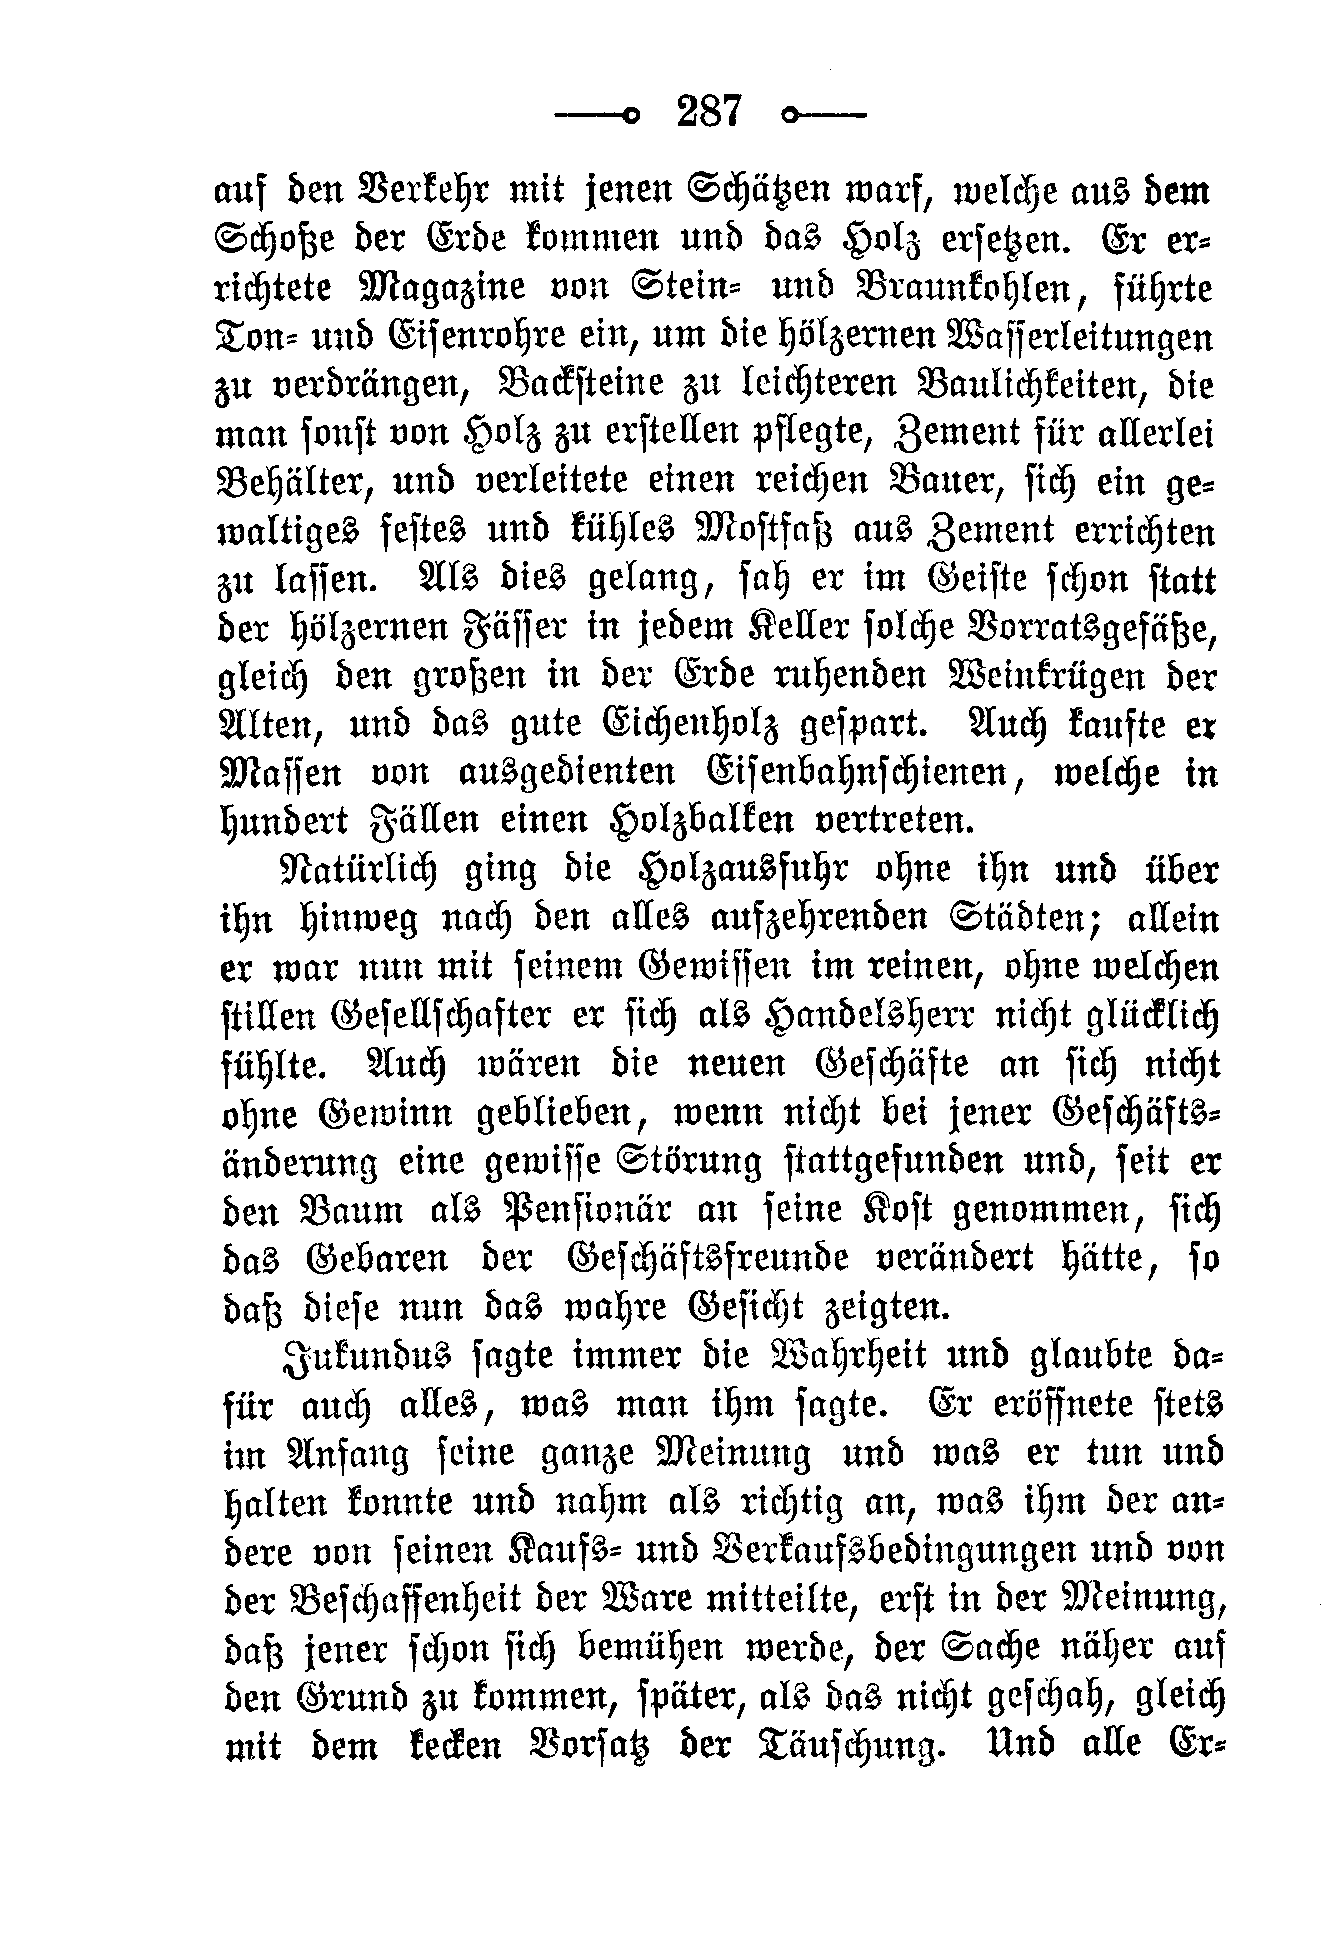 287
auf den Verkehr mit jenen Schätzen warf, welche aus dem
Schoße der Erde kommen und das Holz ersetzen. Er er-
richtete Magazine von Stein- und Braunkohlen, führte
Ton- und Eisenrohre ein, um die hölzernen Wasserleitungen
zu verdrängen, Backsteine zu leichteren Baulichkeiten, die
man sonst von Holz zu erstellen pflegte, Zement für allerlei
Behälter, und verleitete einen reichen Bauer, sich ein ge-
waltiges festes und kühles Mostfaß aus Zement errichten
zu lassen. Als dies gelang, sah er im Geiste schon statt
der hölzernen Fässer in jedem Keller solche Vorratsgefäße,
gleich den großen in der Erde ruhenden Weinkrügen der
Alten, und das gute Eichenholz gespart. Auch kaufte er
Massen von ausgedienten Eisenbahnschienen, welche in
hundert Fällen einen Holzbalken vertreten.
Natürlich ging die Holzausfuhr ohne ihn und über
ihn hinweg nach den alles aufzehrenden Städten; allein
er war nun mit seinem Gewissen im reinen, ohne welchen
stillen Gesellschafter er sich als Handelsherr nicht glücklich
fühlte. Auch wären die neuen Geschäfte an sich nicht
ohne Gewinn geblieben, wenn nicht bei jener Geschäfts-
änderung eine gewisse Störung stattgefunden und, seit er
den Baum als Pensionär an seine Kost genommen, sich
das Gebaren der Geschäftsfreunde verändert hätte, so
daß diese nun das wahre Gesicht zeigten.
Jukundus sagte immer die Wahrheit und glaubte da-
für auch alles, was man ihm sagte. Er eröffnete stets
im Anfang seine ganze Meinung und was er tun und
halten konnte und nahm als richtig an, was ihm der an-
dere von seinen Kaufs- und Verkaufsbedingungen und von
der Beschaffenheit der Ware mitteilte, erst in der Meinung,
daß jener schon sich bemühen werde, der Sache näher auf
den Grund zu kommen, später, als das nicht geschah, gleich
mit dem kecken Vorsatz der Täuschung. Und alle Er-